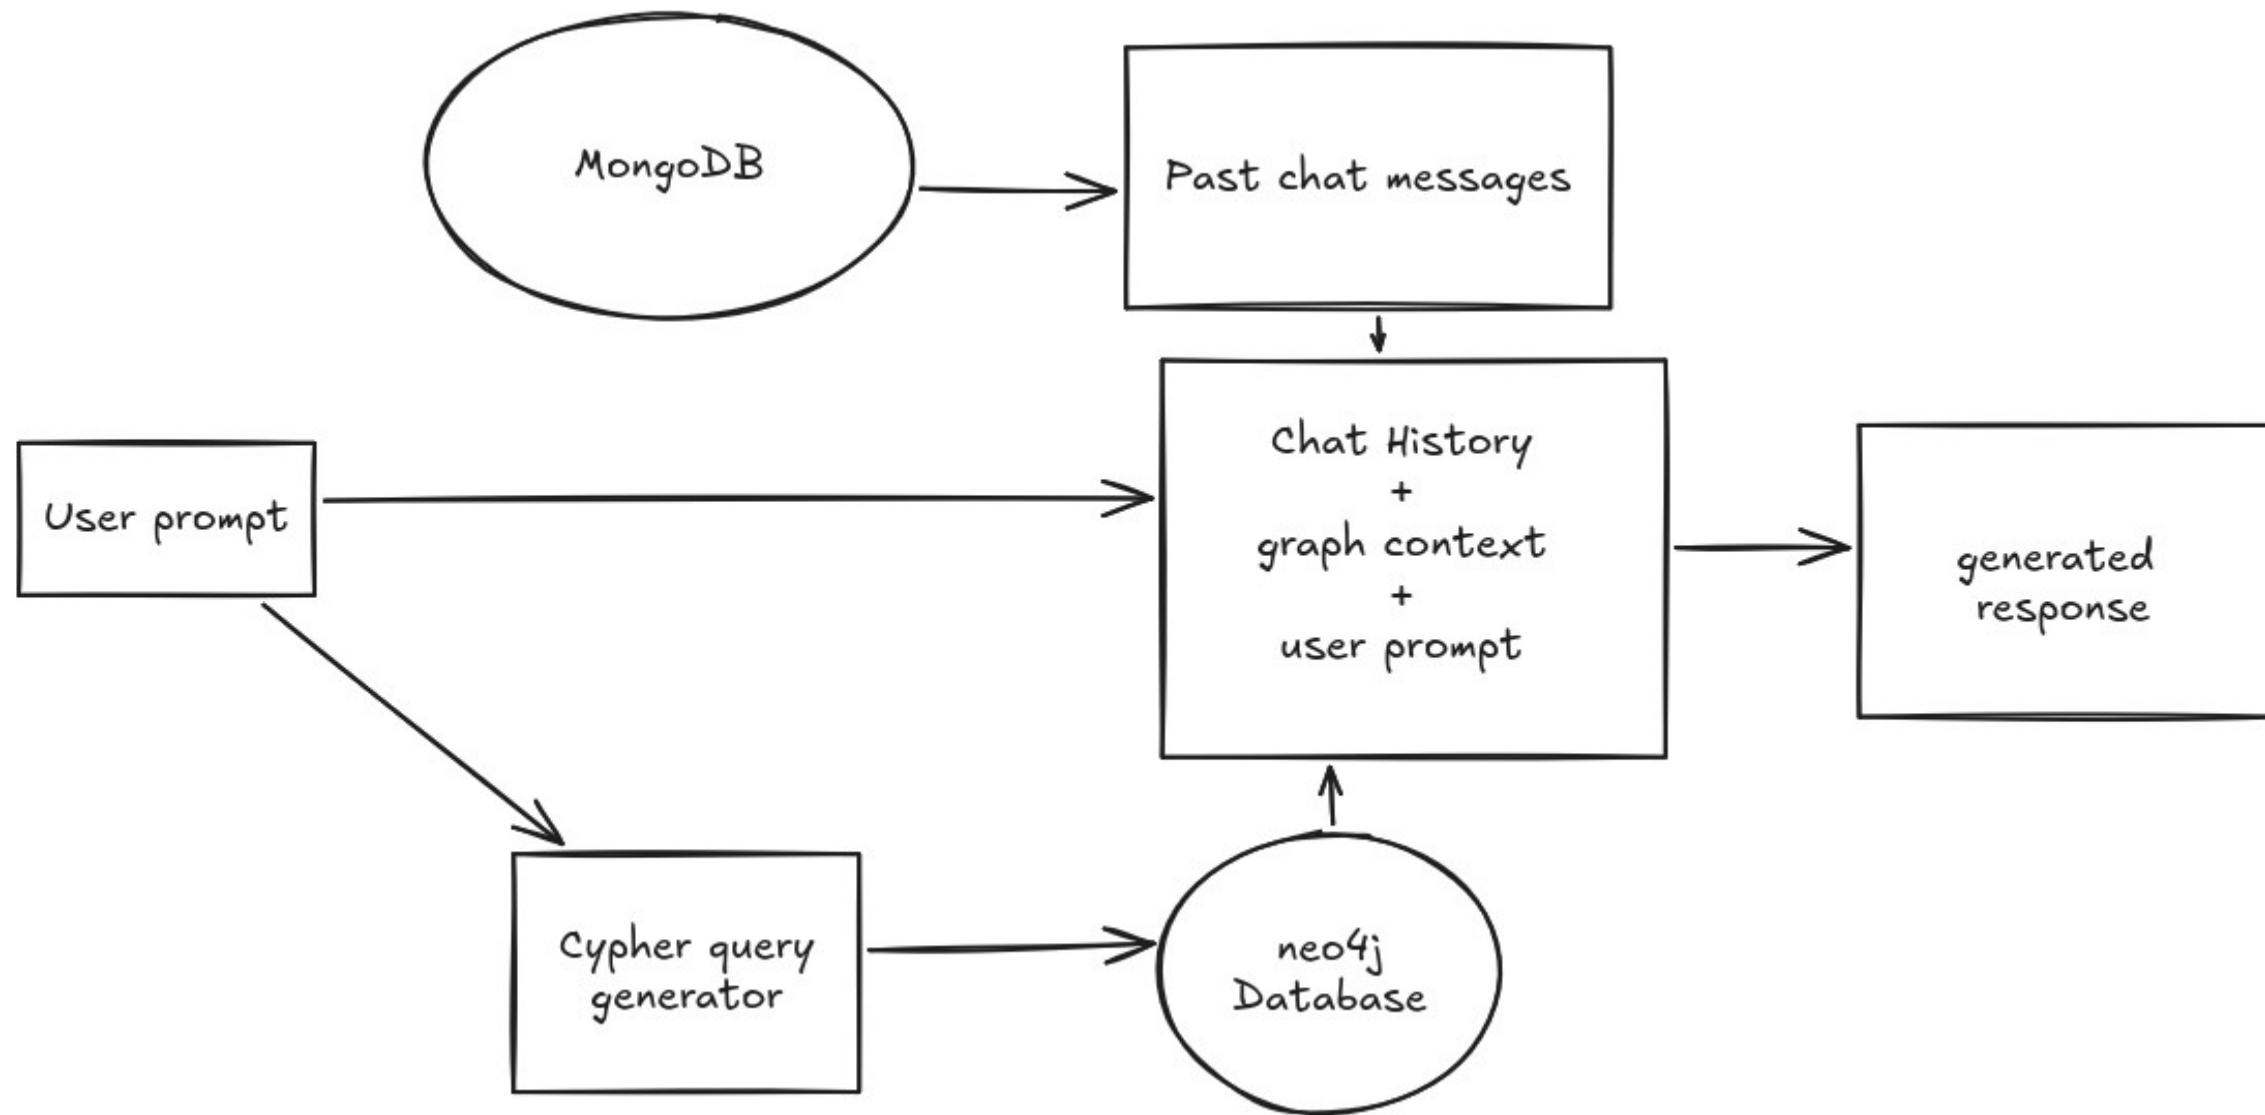 MongoDB
Past chat messages
User prompt
Chat History
+
graph context
+
user prompt
generated
response
Cypher query
generator
neo4j
Database